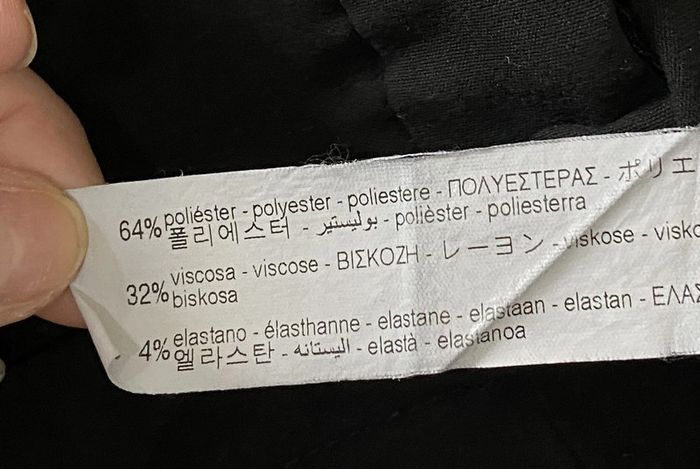 64% poliéster - polyester - poliestere - ΠΟΛΥΕΣΤΕΡΑΣ - ポリエ
폴리에스터 - بوليستير - polièster - poliesterra
32% viscosa - viscose - ΒΙΣΚΟΖΗ - レーヨン - viskose - visko
biskosa
4% elastano - élasthanne - elastane - elastaan - elastan - ΕΛΑΣ
엘라스탄 - اليستانه - elastà - elastanoa